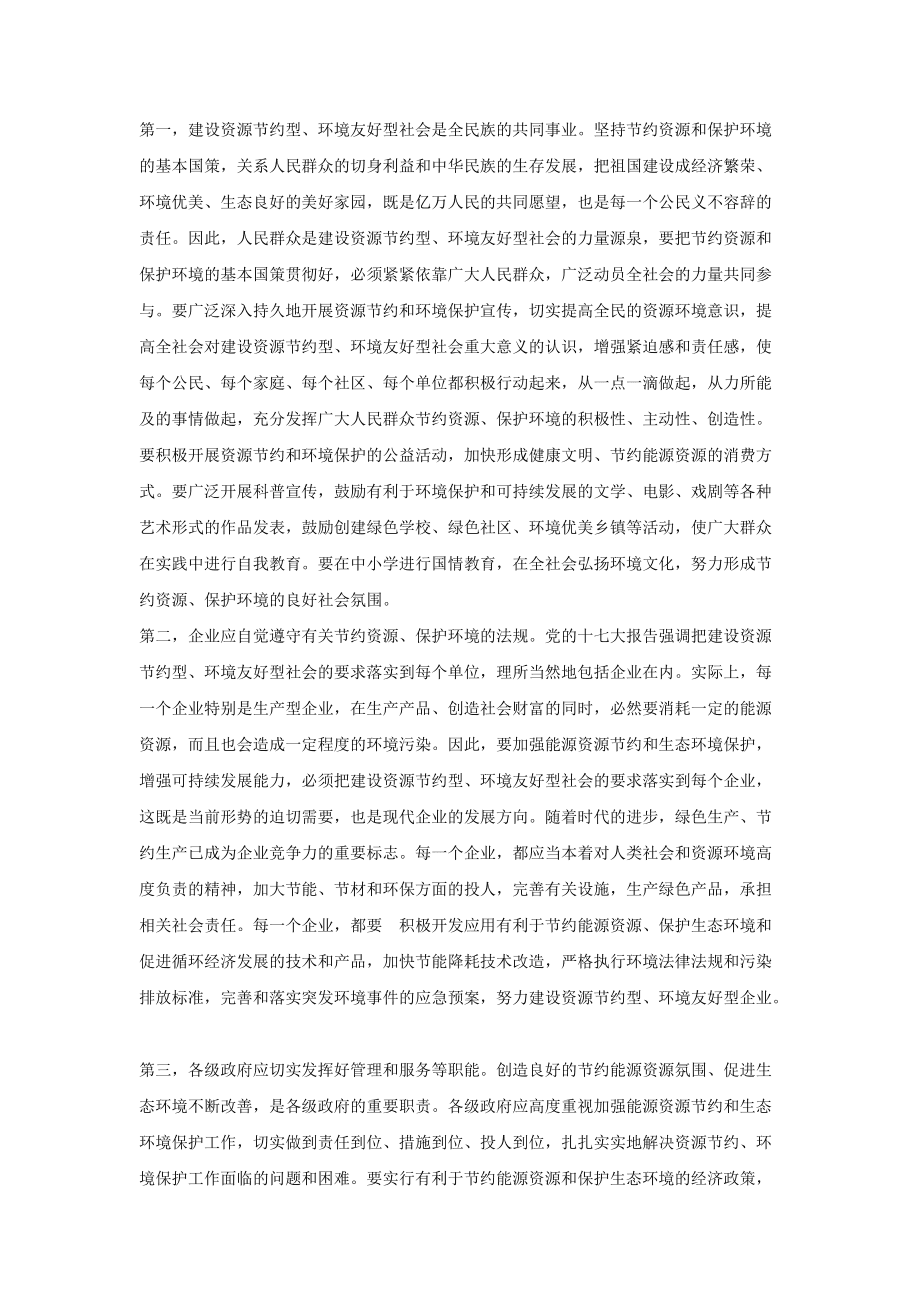 第一，建设资源节约型、环境友好型社会是全民族的共同事业。坚持节约资源和保护环境
的基本国策，关系人民群众的切身利益和中华民族的生存发展，把祖国建设成经济繁荣、
环境优美、生态良好的美好家园，既是亿万人民的共同愿望，也是每一个公民义不容辞的
责任。因此，人民群众是建设资源节约型、环境友好型社会的力量源泉，要把节约资源和
保护环境的基本国策贯彻好，必须紧紧依靠广大人民群众，广泛动员全社会的力量共同参
与。要广泛深入持久地开展资源节约和环境保护宣传，切实提高全民的资源环境意识，提
高全社会对建设资源节约型、环境友好型社会重大意义的认识，增强紧迫感和责任感，使
每个公民、每个家庭、每个社区、每个单位都积极行动起来，从一点一滴做起，从力所能
及的事情做起，充分发挥广大人民群众节约资源、保护环境的积极性、主动性、创造性。
要积极开展资源节约和环境保护的公益活动，加快形成健康文明、节约能源资源的消费方
式。要广泛开展科普宣传，鼓励有利于环境保护和可持续发展的文学、电影、戏剧等各种
艺术形式的作品发表，鼓励创建绿色学校、绿色社区、环境优美乡镇等活动，使广大群众
在实践中进行自我教育。要在中小学进行国情教育，在全社会弘扬环境文化，努力形成节
约资源、保护环境的良好社会氛围。
第二，企业应自觉遵守有关节约资源、保护环境的法规。党的十七大报告强调把建设资源
节约型、环境友好型社会的要求落实到每个单位，理所当然地包括企业在内。实际上，每
一个企业特别是生产型企业，在生产产品、创造社会财富的同时，必然要消耗一定的能源
资源，而且也会造成一定程度的环境污染。因此，要加强能源资源节约和生态环境保护，
增强可持续发展能力，必须把建设资源节约型、环境友好型社会的要求落实到每个企业，
这既是当前形势的迫切需要，也是现代企业的发展方向。随着时代的进步，绿色生产、节
约生产已成为企业竞争力的重要标志。每一个企业，都应当本着对人类社会和资源环境高
度负责的精神，加大节能、节材和环保方面的投人，完善有关设施，生产绿色产品，承担
相关社会责任。每一个企业，都要　积极开发应用有利于节约能源资源、保护生态环境和
促进循环经济发展的技术和产品，加快节能降耗技术改造，严格执行环境法律法规和污染
排放标准，完善和落实突发环境事件的应急预案，努力建设资源节约型、环境友好型企业。
第三，各级政府应切实发挥好管理和服务等职能。创造良好的节约能源资源氛围、促进生
态环境不断改善，是各级政府的重要职责。各级政府应高度重视加强能源资源节约和生态
环境保护工作，切实做到责任到位、措施到位、投人到位，扎扎实实地解决资源节约、环
境保护工作面临的问题和困难。要实行有利于节约能源资源和保护生态环境的经济政策，